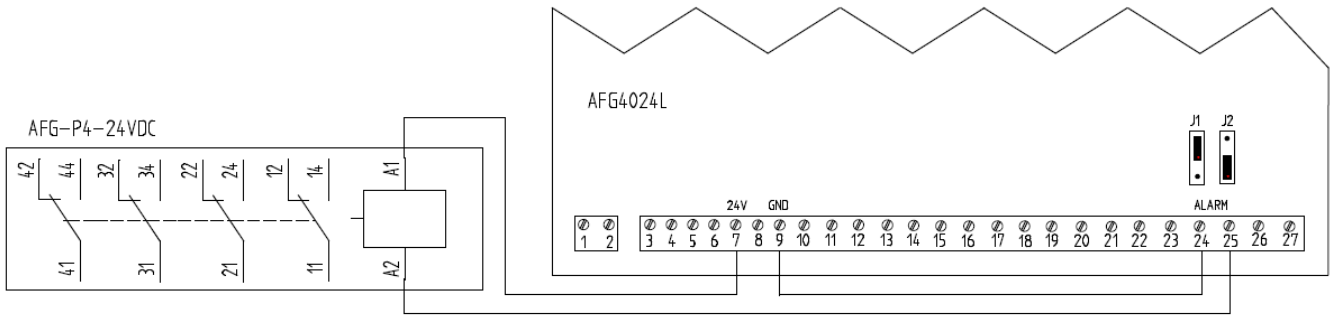 AFG4024L
AFG-P4-24VDC
J1 J2
42 44 32 34 22 24 12 14 A1
24V GND ALARM
1 2 3 4 5 6 7 8 9 10 11 12 13 14 15 16 17 18 19 20 21 22 23 24 25 26 27
41 31 21 11 A2